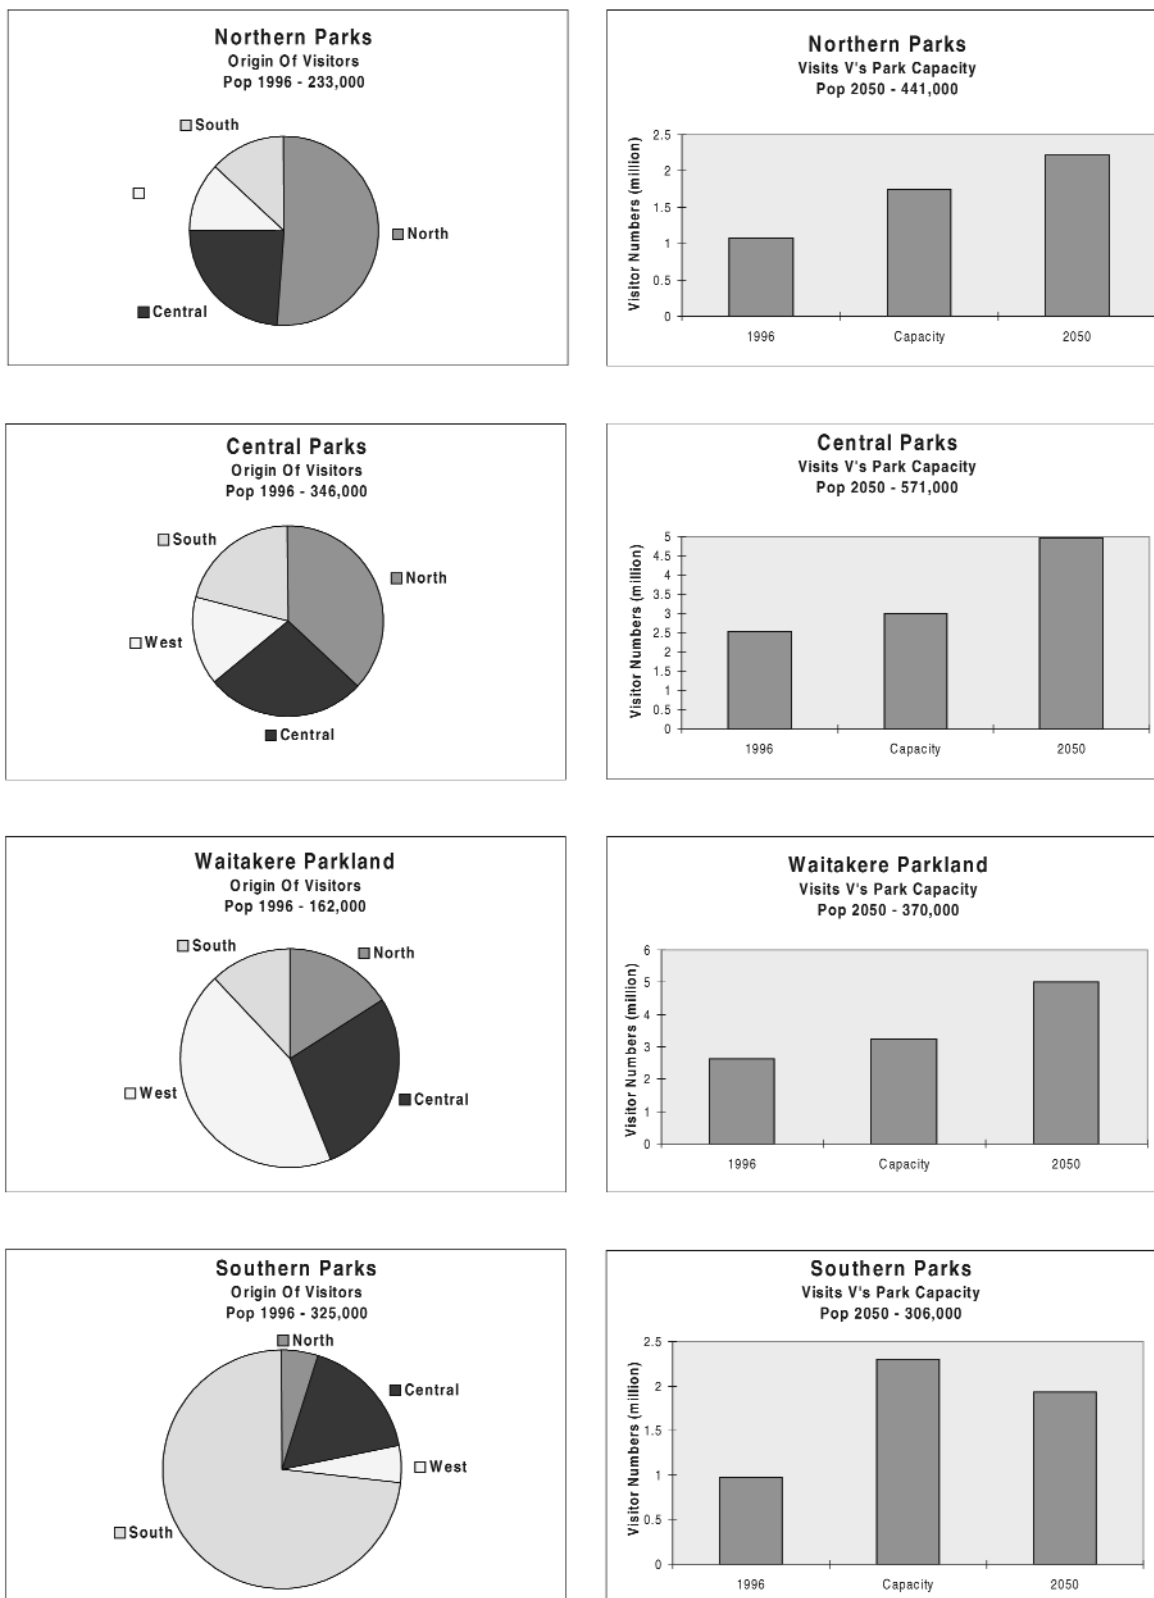 Northern Parks
Origin Of Visitors
Pop 1996 - 233,000
South
North
Central
Northern Parks
Visits V's Park Capacity
Pop 2050 - 441,000
Visitor Numbers (million)
2.5
2
1.5
1
0.5
0
1996 Capacity 2050
Central Parks
Origin Of Visitors
Pop 1996 - 346,000
South
North
West
Central
Central Parks
Visits V's Park Capacity
Pop 2050 - 571,000
Visitor Numbers (million)
5
4.5
4
3.5
3
2.5
2
1.5
1
0.5
0
1996 Capacity 2050
Waitakere Parkland
Origin Of Visitors
Pop 1996 - 162,000
South
North
West
Central
Waitakere Parkland
Visits V's Park Capacity
Pop 2050 - 370,000
Visitor Numbers (million)
6
5
4
3
2
1
0
1996 Capacity 2050
Southern Parks
Origin Of Visitors
Pop 1996 - 325,000
North
Central
West
South
Southern Parks
Visits V's Park Capacity
Pop 2050 - 306,000
Visitor Numbers (million)
2.5
2
1.5
1
0.5
0
1996 Capacity 2050